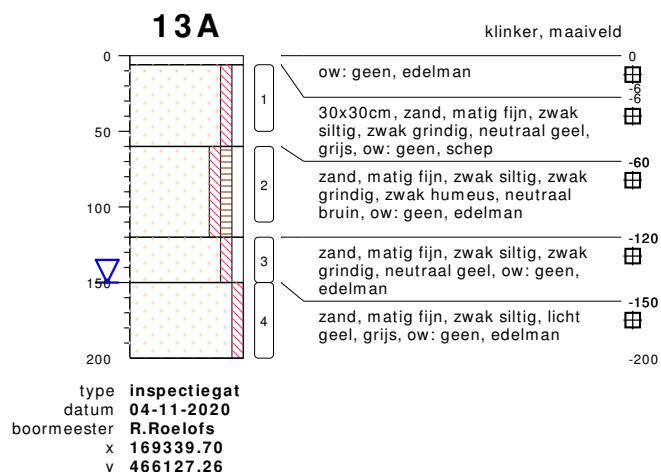 13A
klinker, maaiveld
0
50
100
150
200
1
2
3
4
0
ow: geen, edelman
-6
-6
30x30cm, zand, matig fijn, zwak
siltig, zwak grindig, neutraal geel,
grijs, ow: geen, schep
-60
zand, matig fijn, zwak siltig, zwak
grindig, zwak humeus, neutraal
bruin, ow: geen, edelman
-120
zand, matig fijn, zwak siltig, zwak
grindig, neutraal geel, ow: geen,
edelman
-150
zand, matig fijn, zwak siltig, licht
geel, grijs, ow: geen, edelman
-200
type inspectiegat
datum 04-11-2020
boormeester R.Roelofs
x 169339.70
y 466127.26